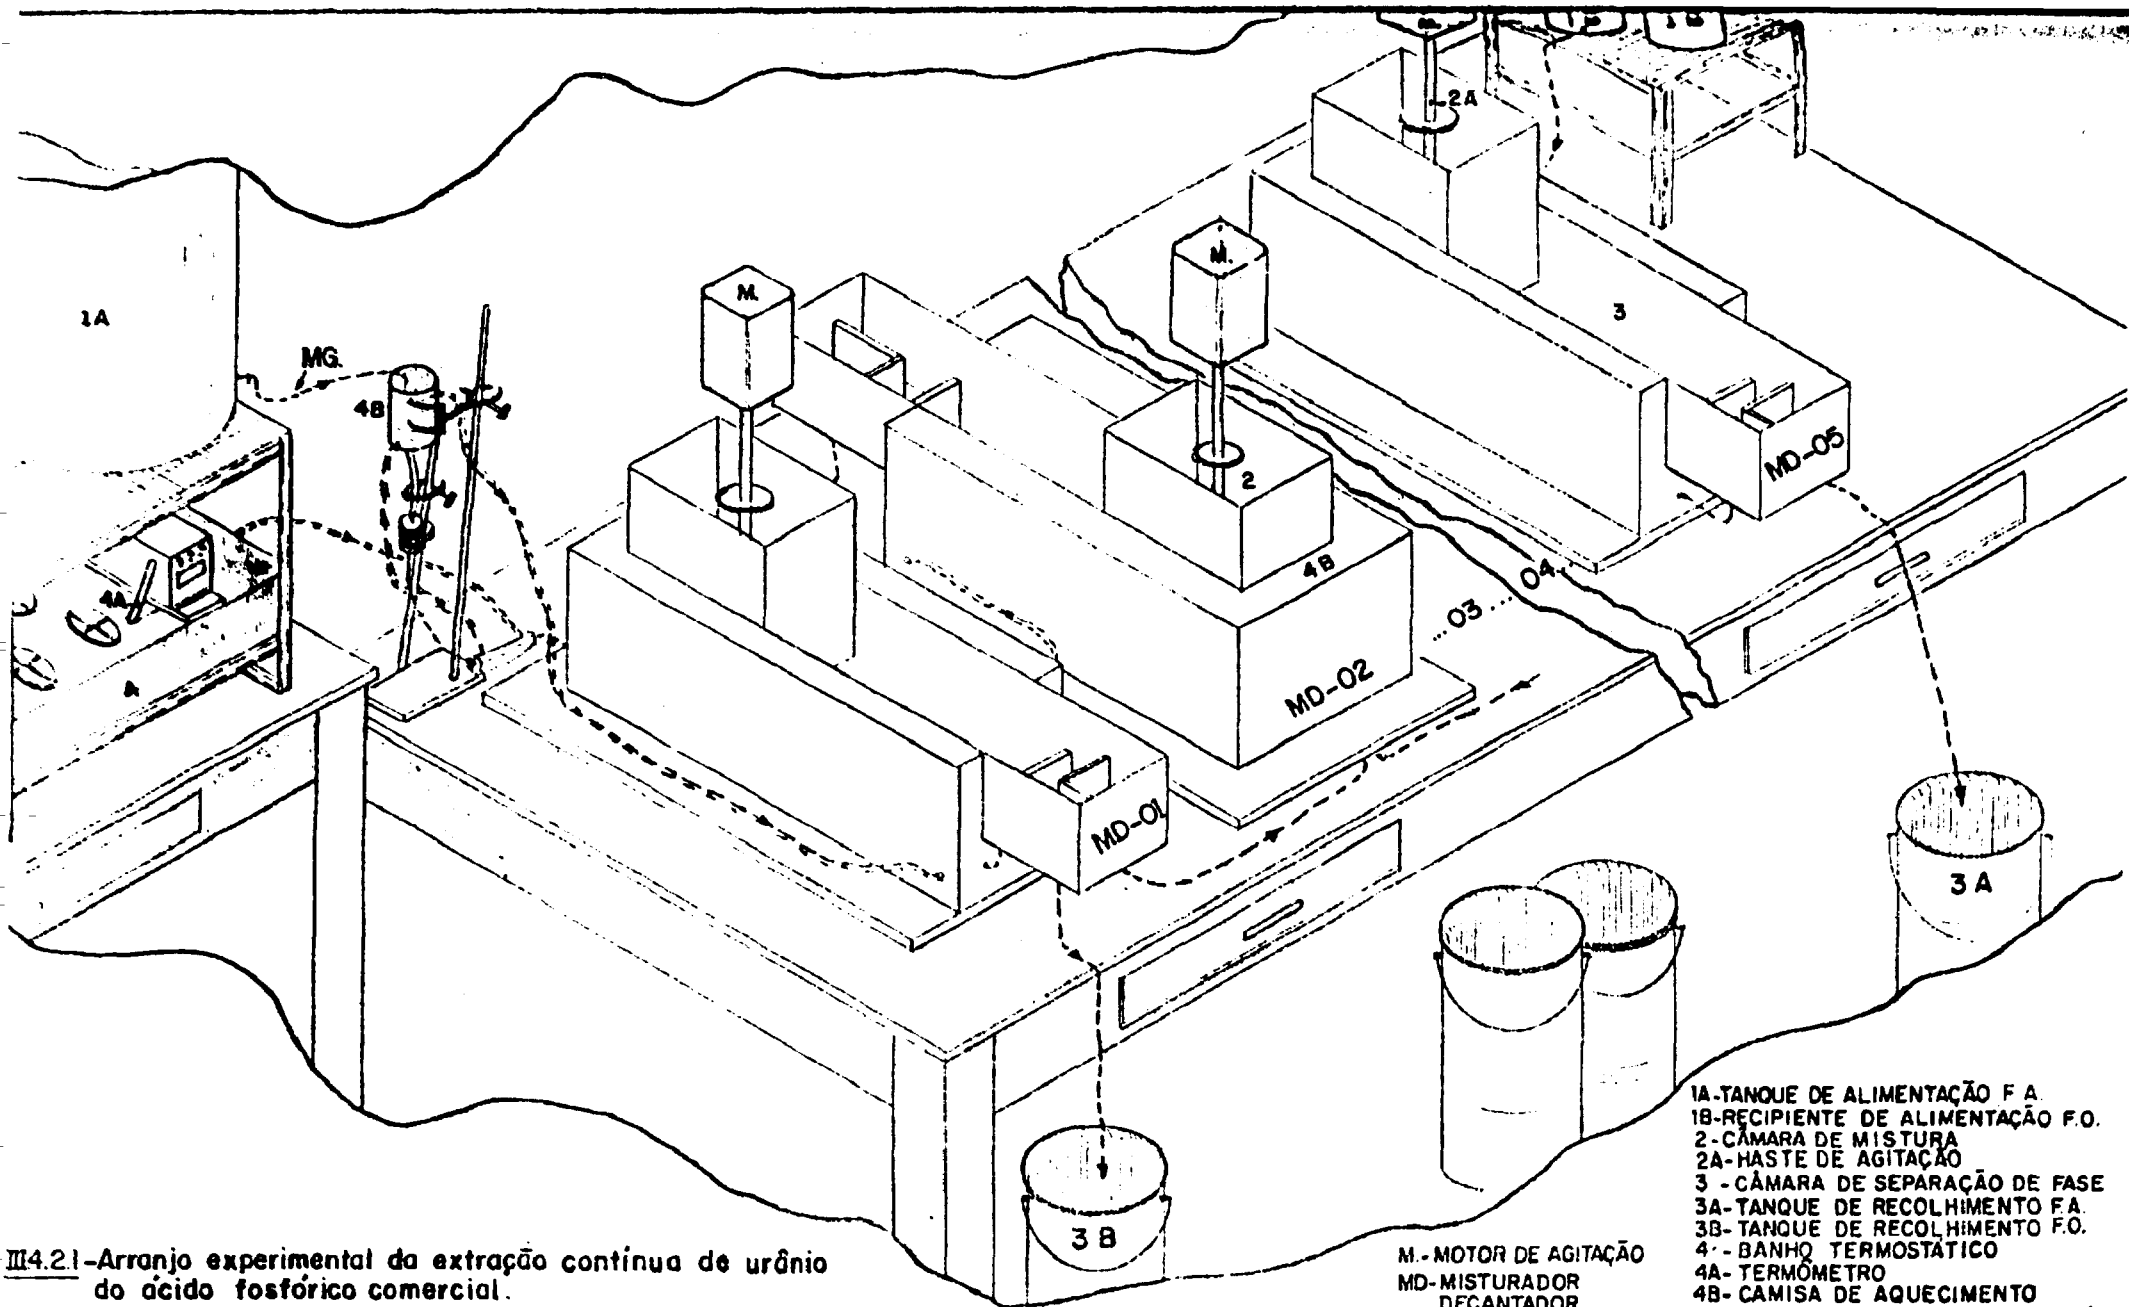 M.
1B
1B
2A
M.
3
M.
1A
MG.
4B
2
MD-05
4B
...03....04...
4A
MD-02
4
MD-01
3A
3B
III4.2.1-Arranjo experimental da extração contínua de urânio
do ácido fosfórico comercial.
M.-MOTOR DE AGITAÇÃO
MD-MISTURADOR
DECANTADOR
1A-TANQUE DE ALIMENTAÇÃO F A.
1B-RECIPIENTE DE ALIMENTAÇÃO F.O.
2-CÂMARA DE MISTURA
2A-HASTE DE AGITAÇÃO
3 -CÂMARA DE SEPARAÇÃO DE FASE
3A-TANQUE DE RECOLHIMENTO F.A.
3B-TANQUE DE RECOLHIMENTO F.O.
4 - BANHO TERMOSTÁTICO
4A- TERMÔMETRO
4B- CAMISA DE AQUECIMENTO